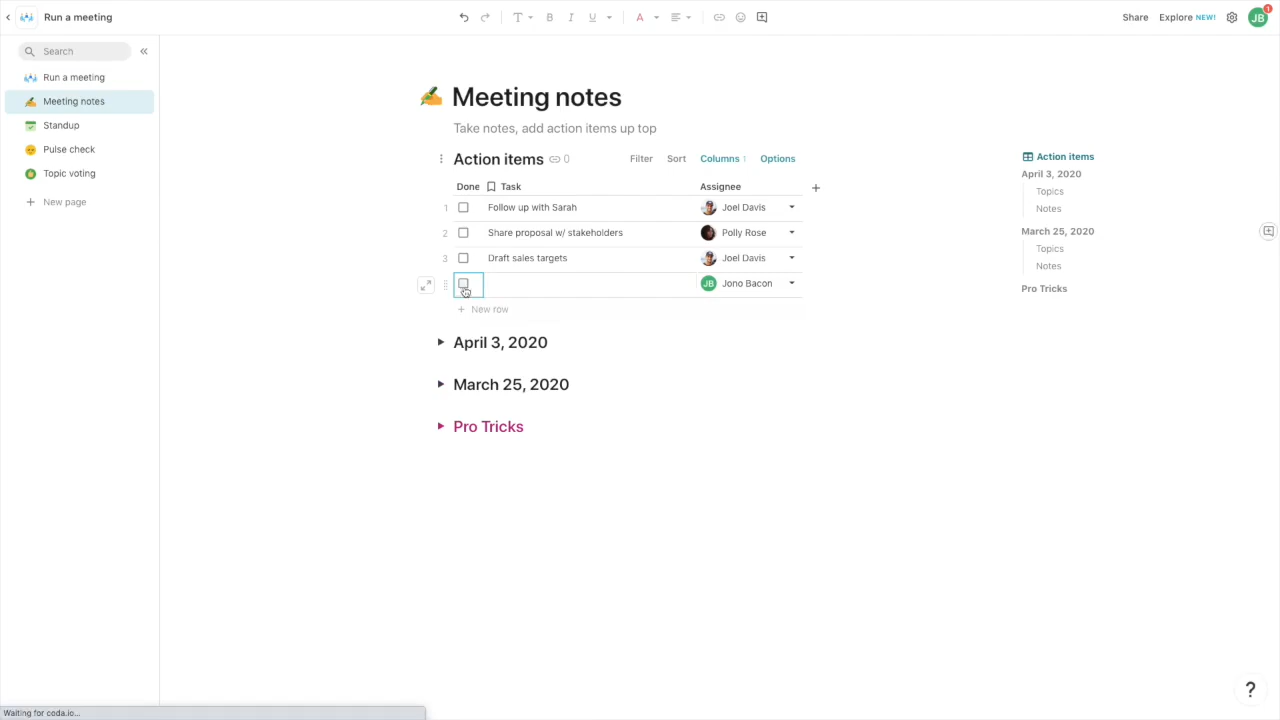 Run a meeting
T B I U A
Share Explore NEW! JB 1
Search
Run a meeting
Meeting notes
Standup
Pulse check
Topic voting
New page
Meeting notes
Take notes, add action items up top
Action items 0 Filter Sort Columns 1 Options
Done Task Assignee
1 Follow up with Sarah Joel Davis
2 Share proposal w/ stakeholders Polly Rose
3 Draft sales targets Joel Davis
JB Jono Bacon
New row
April 3, 2020
March 25, 2020
Pro Tricks
Action items
April 3, 2020
Topics
Notes
March 25, 2020
Topics
Notes
Pro Tricks
?
Waiting for coda.io...